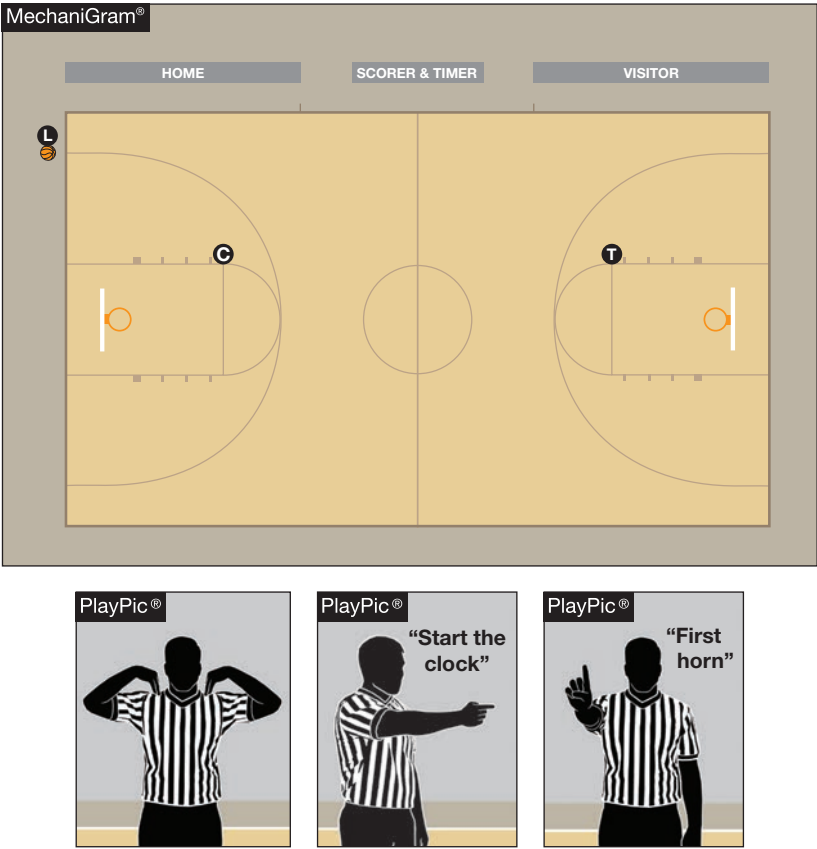 MechaniGram®
HOME
SCORER & TIMER
VISITOR
L
C
T
PlayPic®
PlayPic®
“Start the
clock”
PlayPic®
“First
horn”